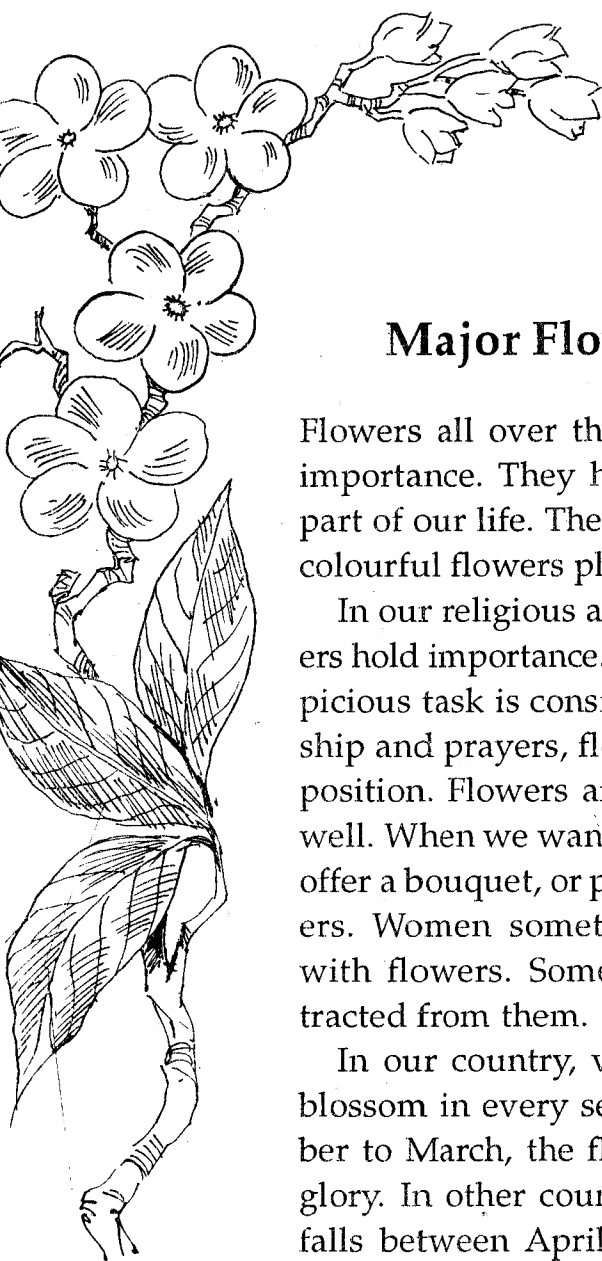 Major Flo
Flowers all over th
importance. They h
part of our life. The
colourful flowers pl
In our religious a
ers hold importance.
picious task is cons
ship and prayers, fl
position. Flowers a
well. When we wan
offer a bouquet, or p
ers. Women somet
with flowers. Some
tracted from them.
In our country, v
blossom in every se
ber to March, the fl
glory. In other coun
falls between April